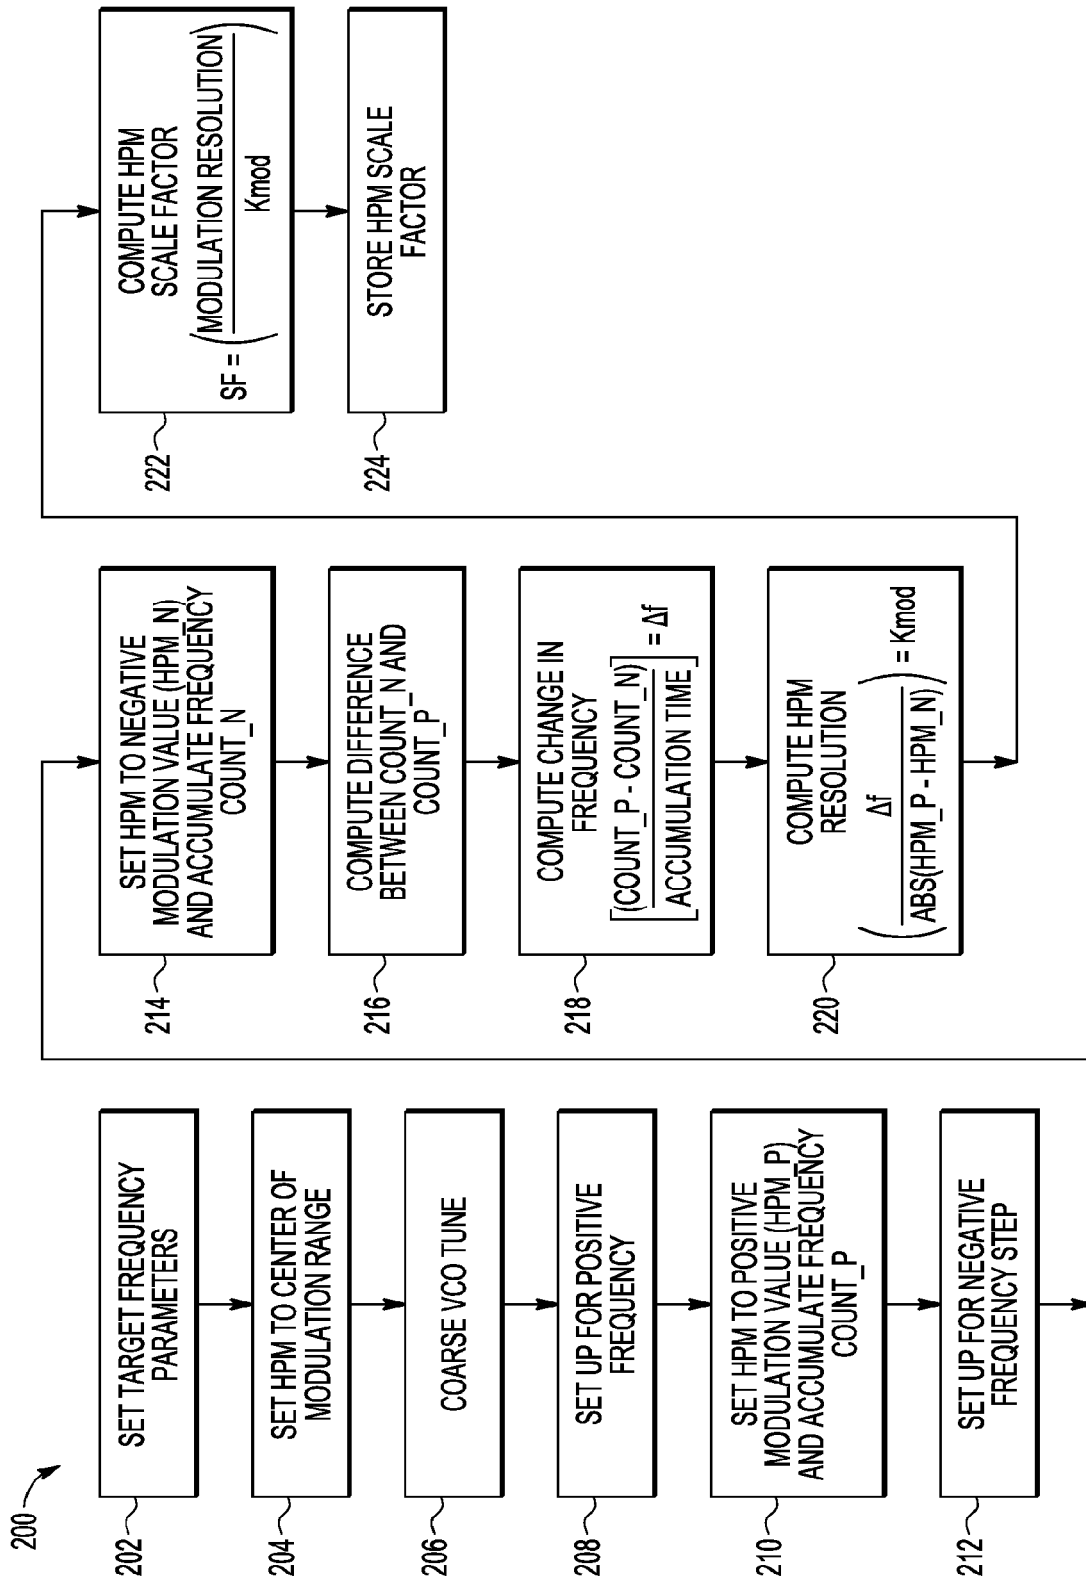 200
202
SET TARGET FREQUENCY
PARAMETERS
204
SET HPM TO CENTER OF
MODULATION RANGE
206
COARSE VCO TUNE
208
SET UP FOR POSITIVE
FREQUENCY
210
SET HPM TO POSITIVE
MODULATION VALUE (HPM_P)
AND ACCUMULATE FREQUENCY
COUNT_P
212
SET UP FOR NEGATIVE
FREQUENCY STEP
214
SET HPM TO NEGATIVE
MODULATION VALUE (HPM_N)
AND ACCUMULATE FREQUENCY
COUNT_N
216
COMPUTE DIFFERENCE
BETWEEN COUNT_N AND
COUNT_P
218
COMPUTE CHANGE IN
FREQUENCY
[(COUNT_P - COUNT_N)
ACCUMULATION TIME] = Δf
220
COMPUTE HPM
RESOLUTION
(Δf
ABS(HPM_P - HPM_N)) = Kmod
222
COMPUTE HPM
SCALE FACTOR
SF = (MODULATION RESOLUTION
Kmod)
224
STORE HPM SCALE
FACTOR